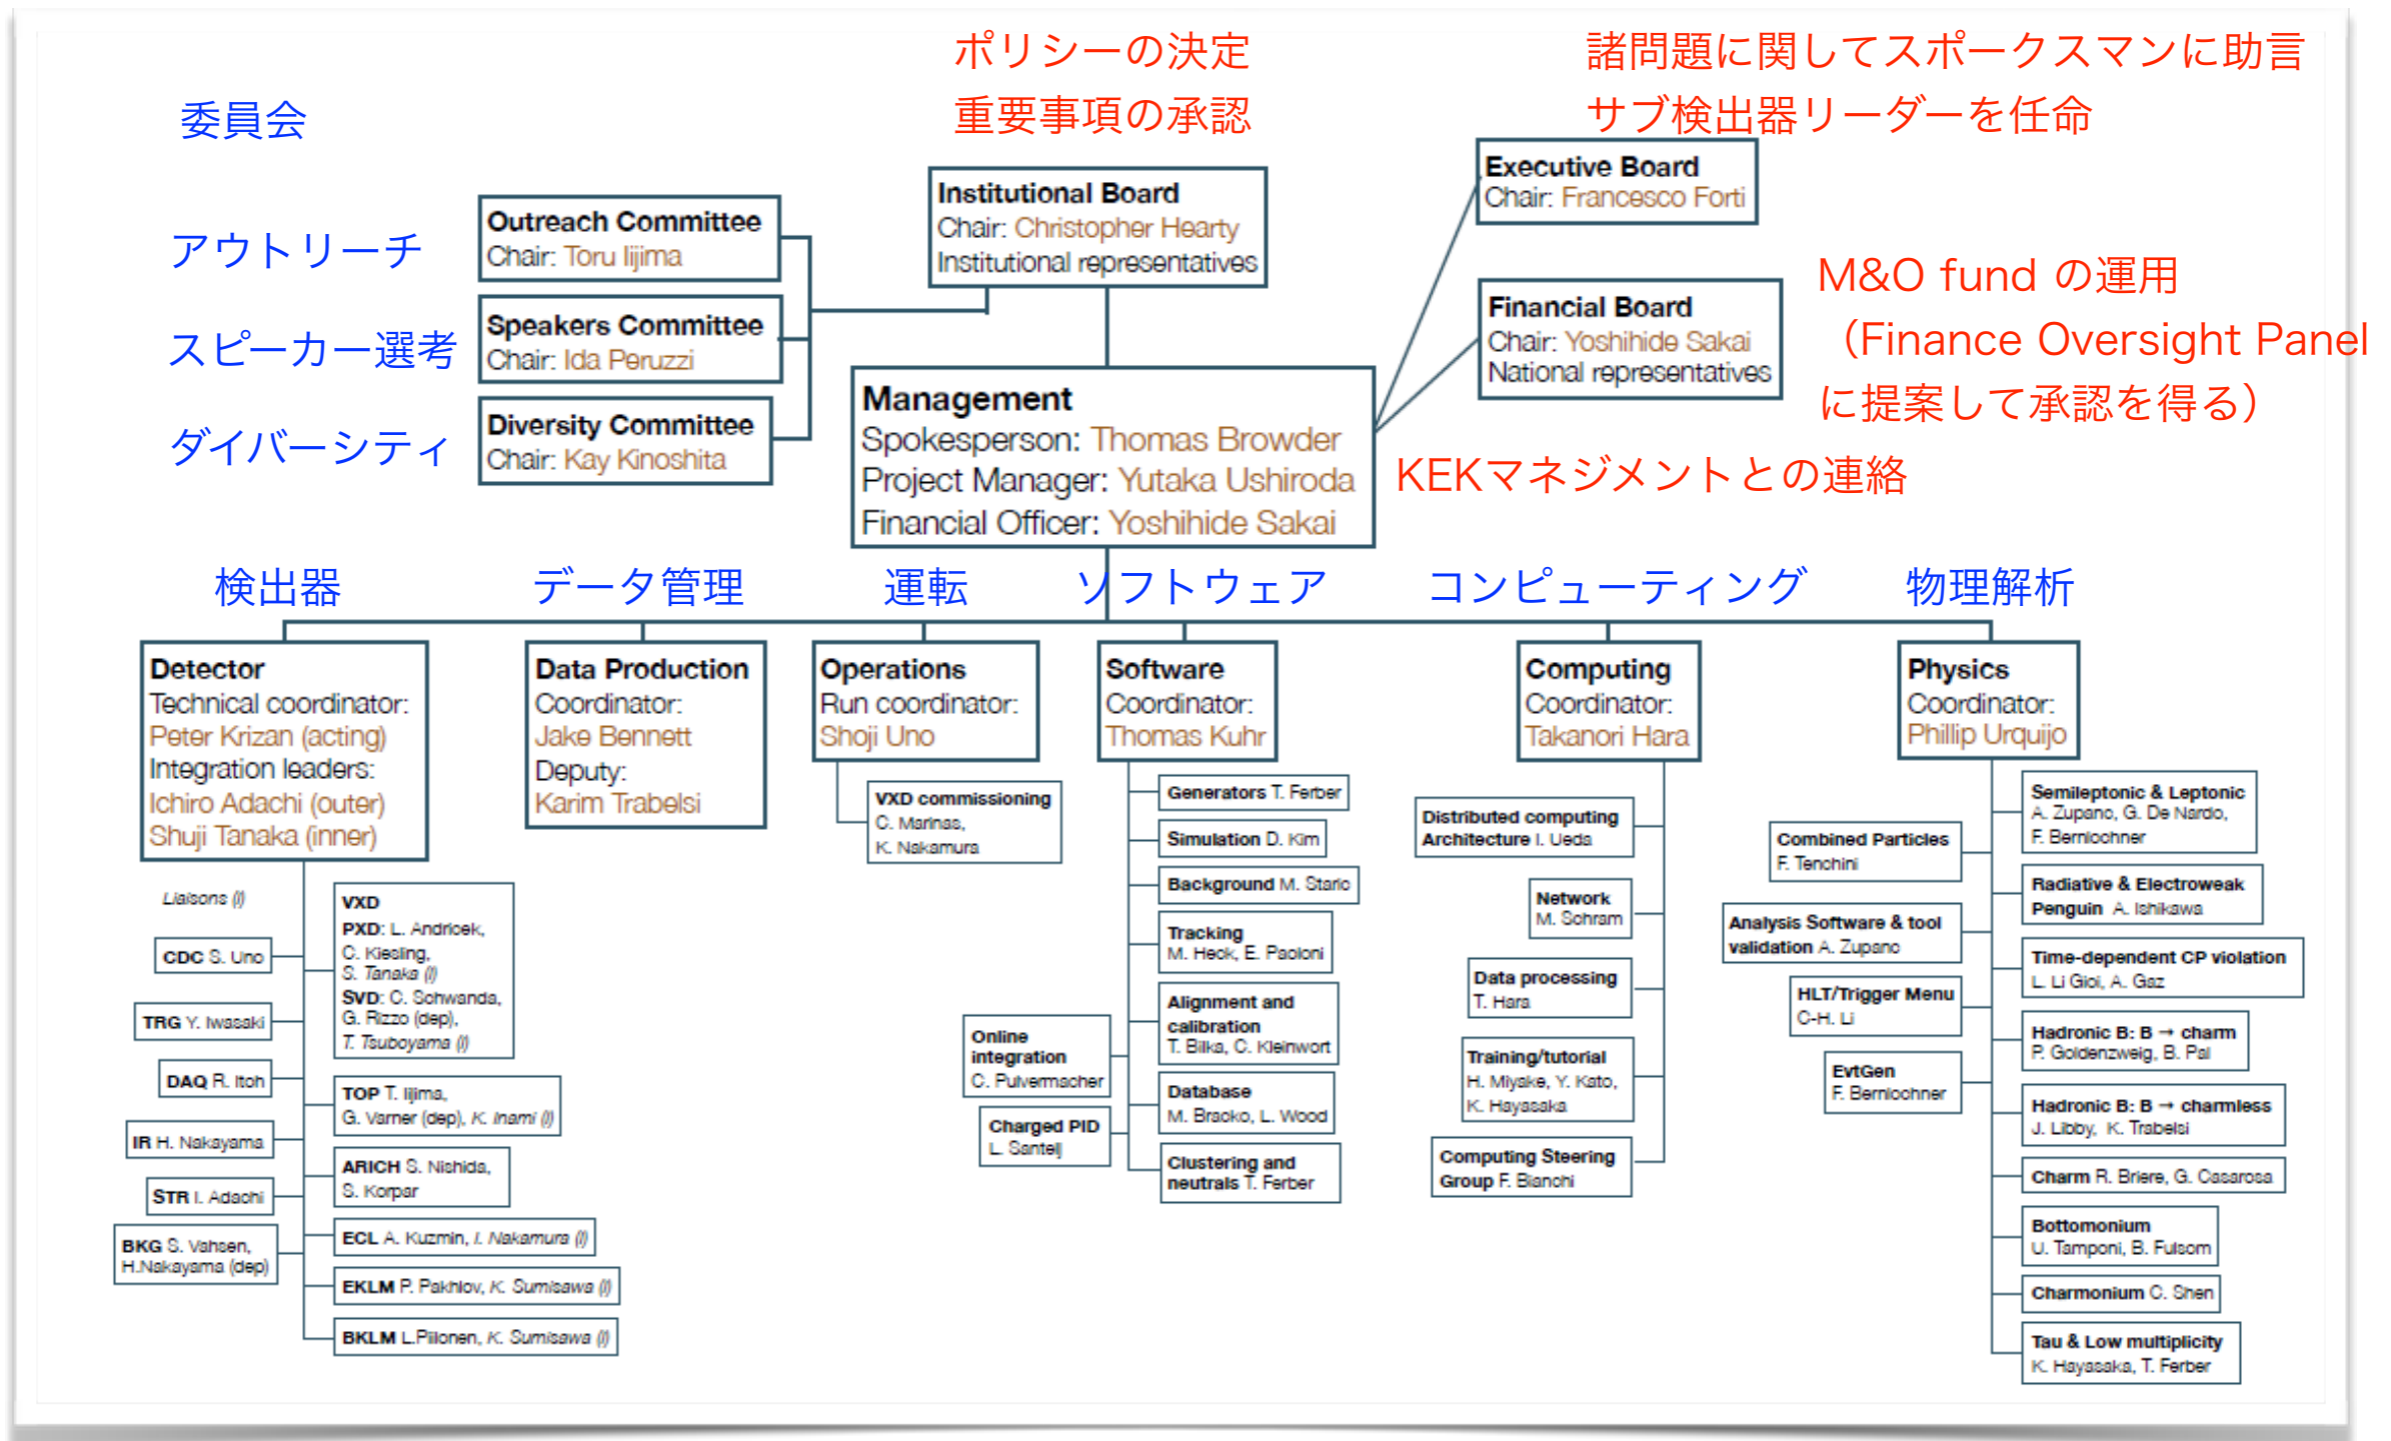 ポリシーの決定
重要事項の承認
諸問題に関してスポークスマンに助言
サブ検出器リーダーを任命
委員会
Institutional Board
Chair: Christopher Hearty
Institutional representatives
Executive Board
Chair: Francesco Forti
アウトリーチ
Outreach Committee
Chair: Toru Iijima
スピーカー選考
Speakers Committee
Chair: Ida Peruzzi
ダイバーシティ
Diversity Committee
Chair: Kay Kinoshita
Financial Board
Chair: Yoshihide Sakai
National representatives
M&O fund の運用
（Finance Oversight Panel
に提案して承認を得る）
Management
Spokesperson: Thomas Browder
Project Manager: Yutaka Ushiroda
Financial Officer: Yoshihide Sakai
KEKマネジメントとの連絡
検出器
データ管理
運転
ソフトウェア
コンピューティング
物理解析
Detector
Technical coordinator:
Peter Krizan (acting)
Integration leaders:
Ichiro Adachi (outer)
Shuji Tanaka (inner)
Data Production
Coordinator:
Jake Bennett
Deputy:
Karim Trabelsi
Operations
Run coordinator:
Shoji Uno
Software
Coordinator:
Thomas Kuhr
Computing
Coordinator:
Takanori Hara
Physics
Coordinator:
Phillip Urquijo
Liaisons (l)
CDC S. Uno
TRG Y. Iwasaki
DAQ R. Itoh
IR H. Nakayama
STR I. Adachi
BKG S. Vahsen,
H.Nakayama (dep)
VXD
PXD: L. Andricek,
C. Kiesling,
S. Tanaka (l)
SVD: C. Schwanda,
G. Rizzo (dep),
T. Tsuboyama (l)
TOP T. Iijima,
G. Varner (dep), K. Inami (l)
ARICH S. Nishida,
S. Korpar
ECL A. Kuzmin, I. Nakamura (l)
EKLM P. Pakhlov, K. Sumisawa (l)
BKLM L.Piilonen, K. Sumisawa (l)
VXD commissioning
C. Marinas,
K. Nakamura
Generators T. Ferber
Simulation D. Kim
Background M. Staric
Tracking
M. Heck, E. Paoloni
Alignment and
calibration
T. Bilka, C. Kleinwort
Database
M. Bracko, L. Wood
Clustering and
neutrals T. Ferber
Online
integration
C. Pulvermacher
Charged PID
L. Santelj
Distributed computing
Architecture I. Ueda
Network
M. Schram
Data processing
T. Hara
Training/tutorial
H. Miyake, Y. Kato,
K. Hayasaka
Computing Steering
Group F. Bianchi
Combined Particles
F. Tenchini
Analysis Software & tool
validation A. Zupanc
HLT/Trigger Menu
C-H. Li
EvtGen
F. Bernlochner
Semileptonic & Leptonic
A. Zupanc, G. De Nardo,
F. Bernlochner
Radiative & Electroweak
Penguin A. Ishikawa
Time-dependent CP violation
L. Li Gioi, A. Gaz
Hadronic B: B → charm
P. Goldenzweig, B. Pal
Hadronic B: B → charmless
J. Libby, K. Trabelsi
Charm R. Briere, G. Casarosa
Bottomonium
U. Tamponi, B. Fulsom
Charmonium C. Shen
Tau & Low multiplicity
K. Hayasaka, T. Ferber